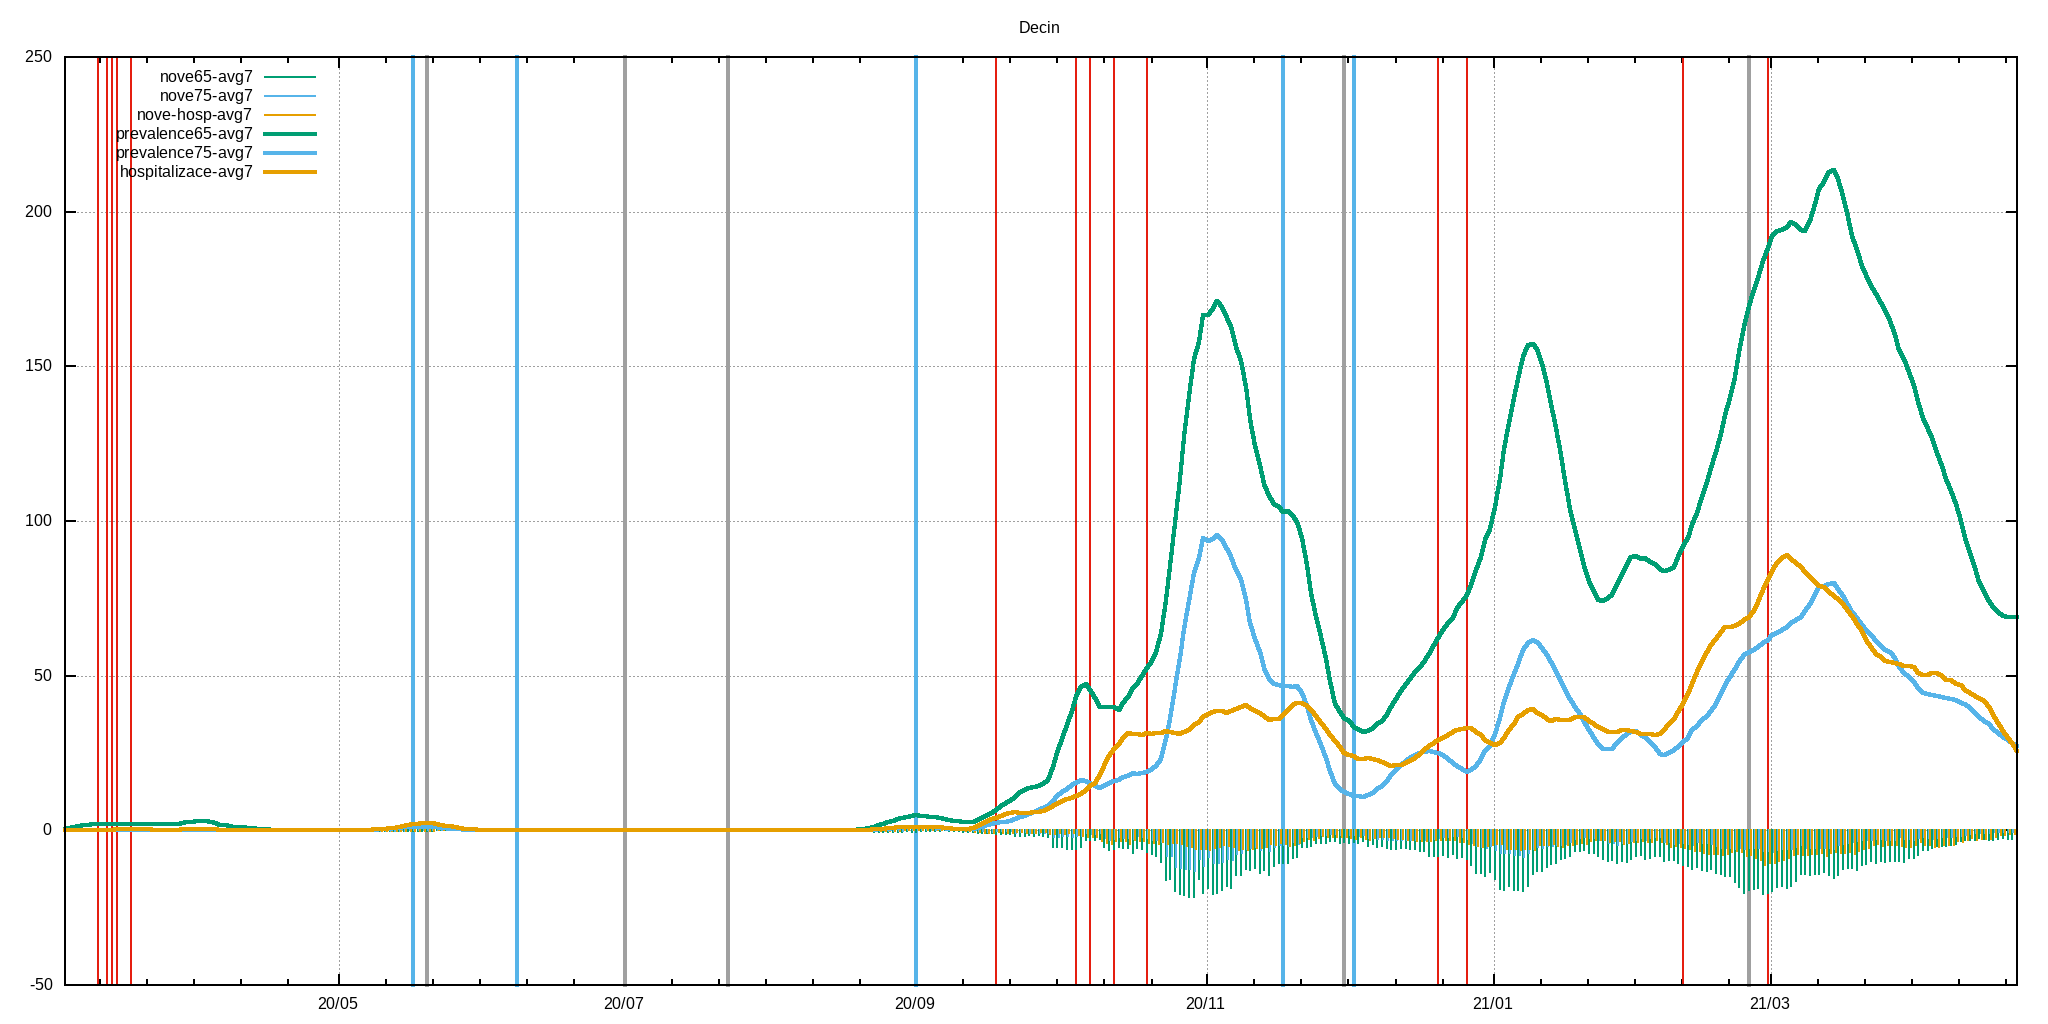 Decin
250
200
150
100
50
0
-50
nove65-avg7
nove75-avg7
nove-hosp-avg7
prevalence65-avg7
prevalence75-avg7
hospitalizace-avg7
20/05 20/07 20/09 20/11 21/01 21/03